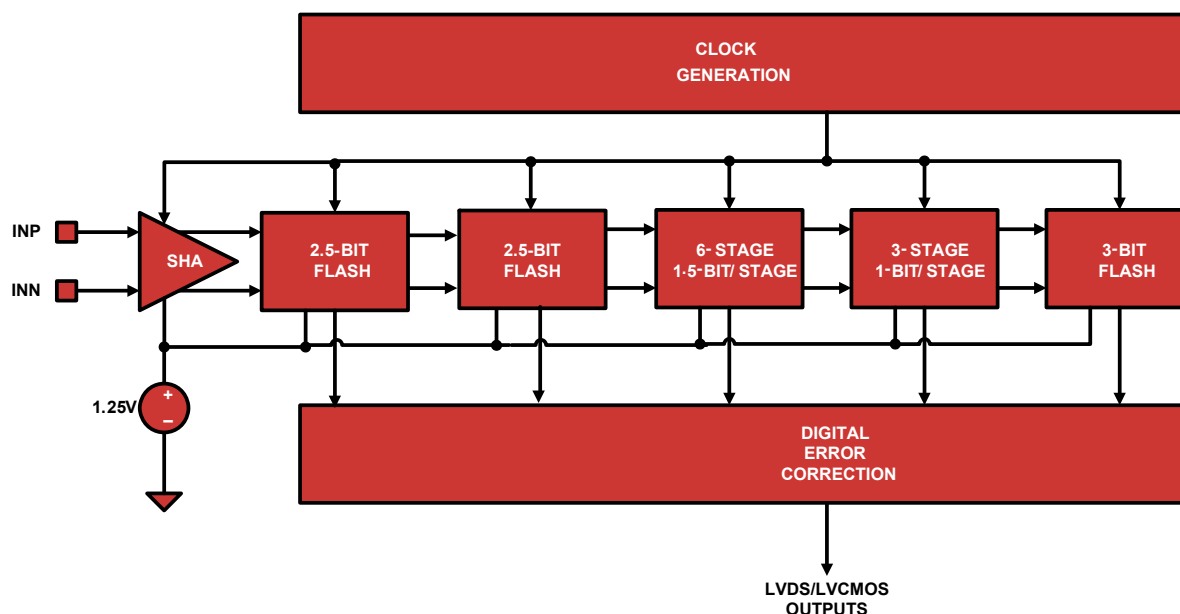 CLOCK
GENERATION
INP
INN
SHA
2.5-BIT
FLASH
2.5-BIT
FLASH
6- STAGE
1.5-BIT/ STAGE
3- STAGE
1-BIT/ STAGE
3-BIT
FLASH
1.25V
+
–
DIGITAL
ERROR
CORRECTION
LVDS/LVCMOS
OUTPUTS